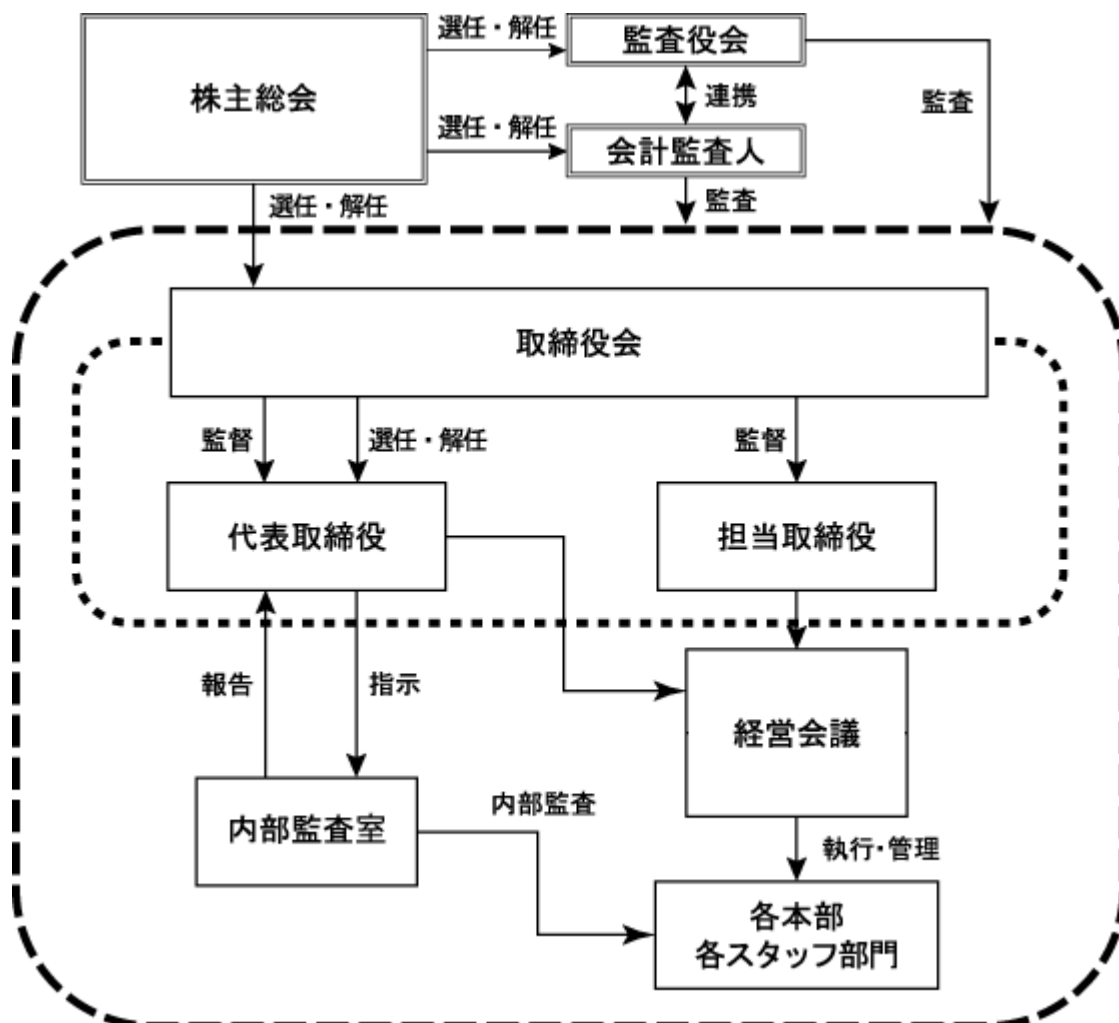 選任・解任
監査役会
株主総会
連携
監査
選任・解任
会計監査人
選任・解任
監査
取締役会
監督
選任・解任
監督
代表取締役
担当取締役
報告
指示
経営会議
内部監査
内部監査室
執行・管理
各本部
各スタッフ部門